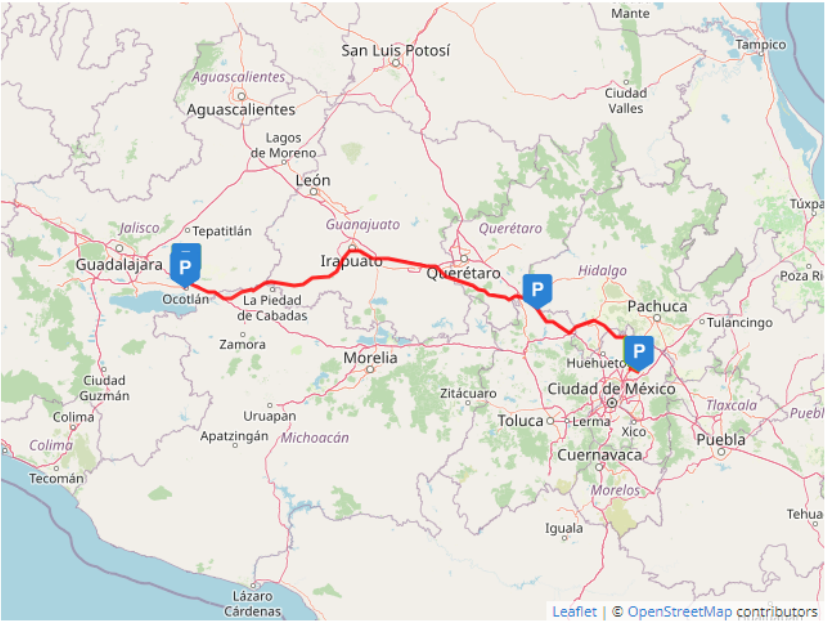 Mante
San Luis Potosí
Tampico
Aguascalientes
Aguascalientes
Ciudad
Valles
Lagos
de Moreno
León
Túxpa
Jalisco
Tepatitlán
Guanajuato
Querétaro
Guadalajara
P
Irapuato
Querétaro
Hidalgo
Poza Ri
Ocotlán
La Piedad
de Cabadas
P
Pachuca
Tulancingo
Zamora
Morelia
Huehueto
P
Ciudad
Guzmán
Zitácuaro
Ciudad de México
Tlaxcala
Puebl
Colima
Uruapan
Toluca
Lerma
Xico
Colima
Apatzingán
Michoacán
Puebla
Tecomán
Cuernavaca
Morelos
Tehu
Iguala
Lázaro
Cárdenas
Leaflet | © OpenStreetMap contributors